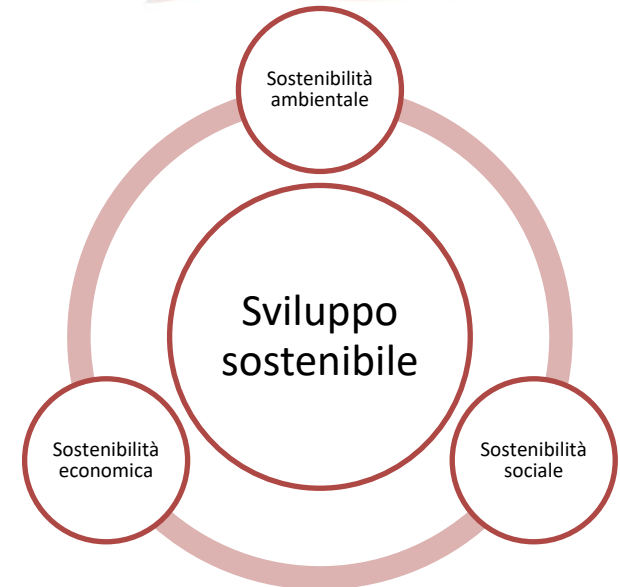 Sostenibilità
ambientale
Sviluppo
sostenibile
Sostenibilità
economica
Sostenibilità
sociale